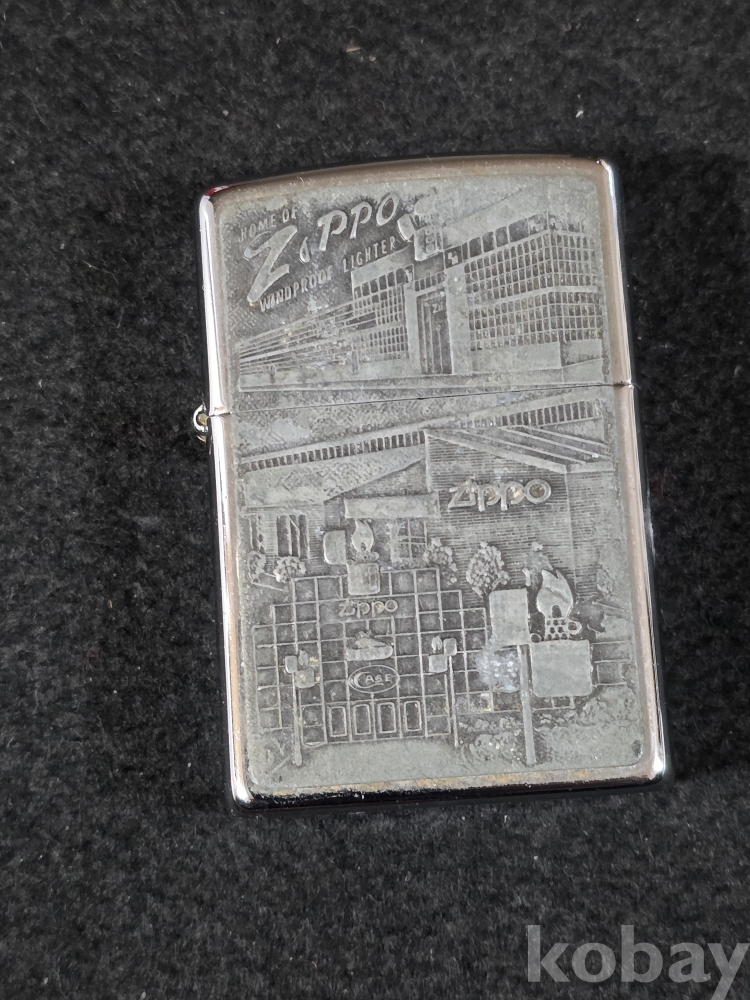 HOME OF
ZiPPO
WINDPROOF LIGHTER
zippo
zippo
CASE
kobay